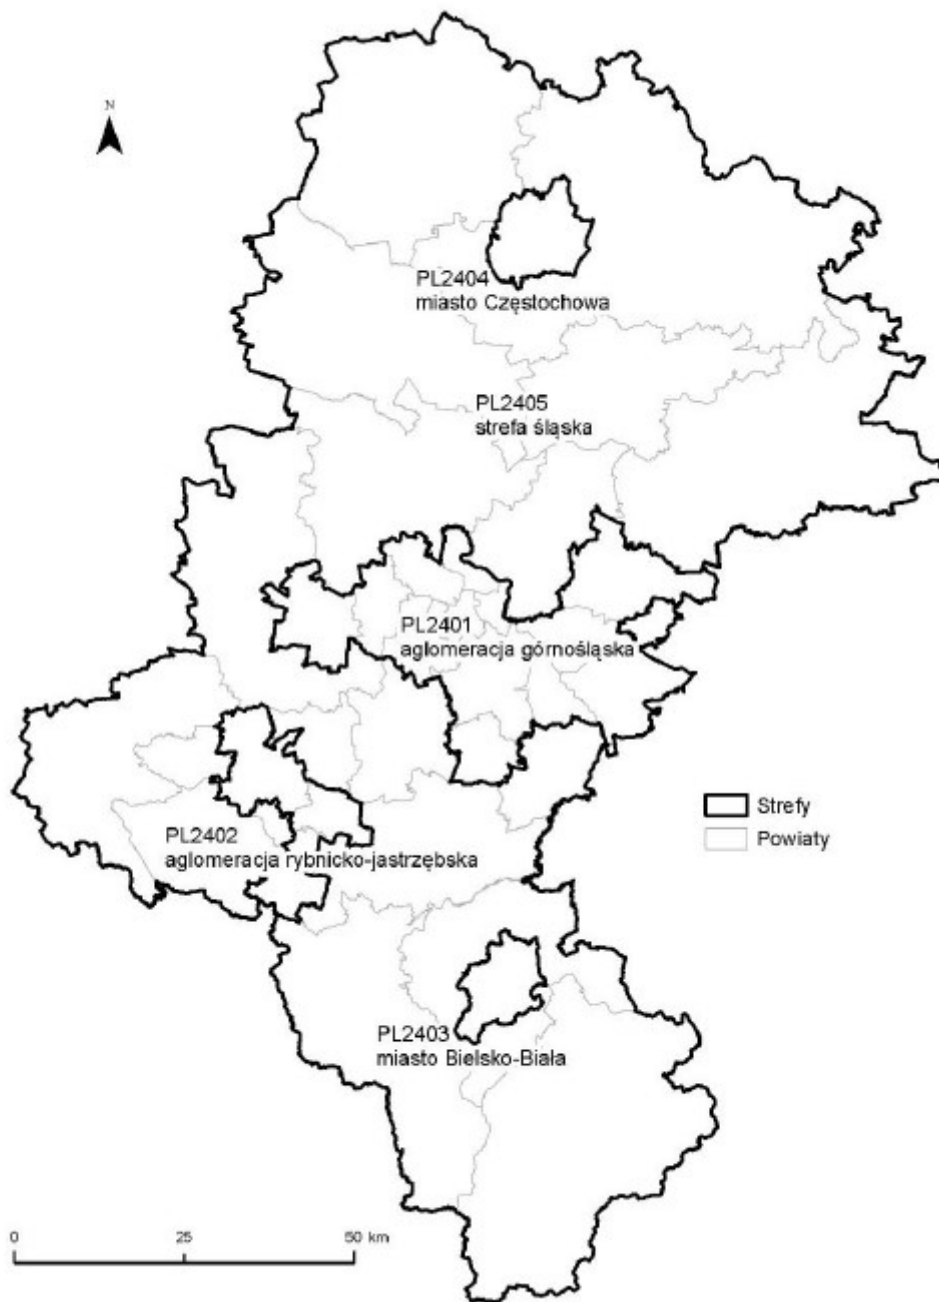 N
PL2404
miasto Częstochowa
PL2405
strefa śląska
PL2401
aglomeracja górnośląska
Strefy
Powiaty
PL2402
aglomeracja rybnicko-jastrzębska
PL2403
miasto Bielsko-Biała
0 25 50 km